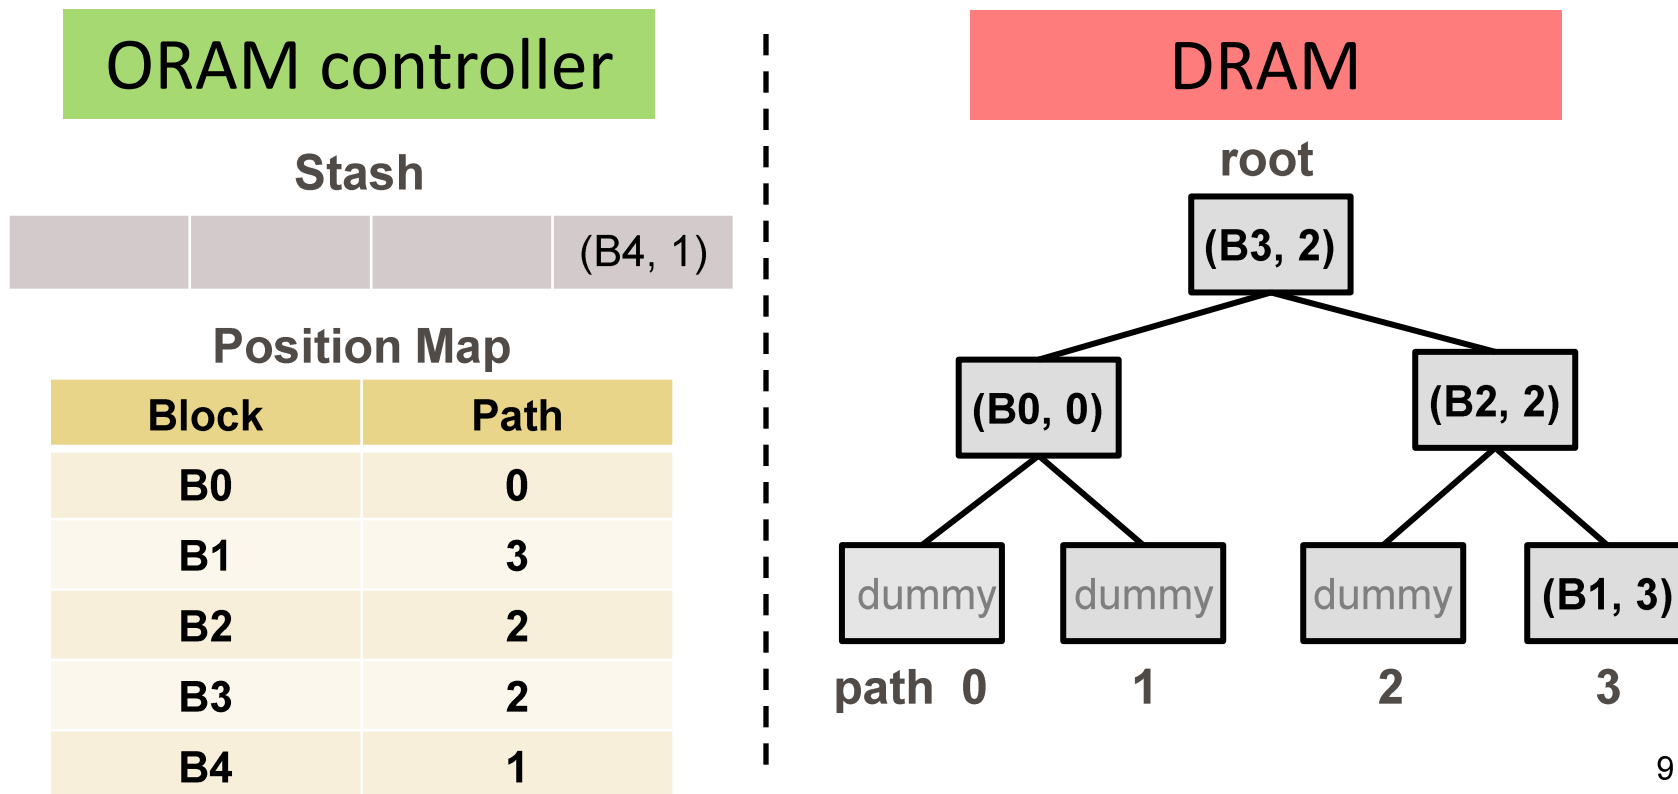 ORAM controller
Stash
(B4, 1)
Position Map
Block Path
B0 0
B1 3
B2 2
B3 2
B4 1
DRAM
root
(B3, 2)
(B0, 0) (B2, 2)
dummy dummy dummy (B1, 3)
path 0 1 2 3
9